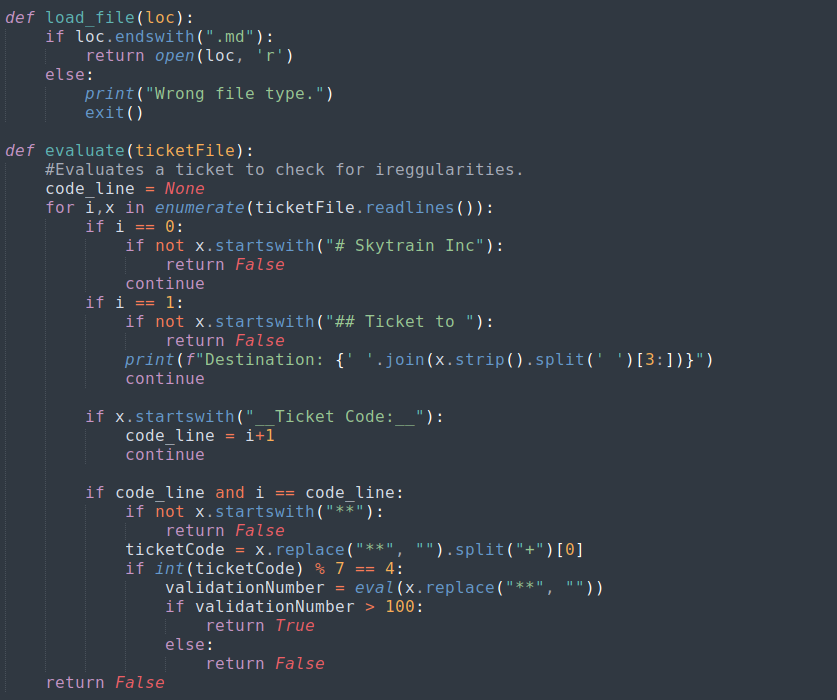 def load_file(loc):
    if loc.endswith(".md"):
        return open(loc, 'r')
    else:
        print("Wrong file type.")
        exit()

def evaluate(ticketFile):
    #Evaluates a ticket to check for ireggularities.
    code_line = None
    for i,x in enumerate(ticketFile.readlines()):
        if i == 0:
            if not x.startswith("# Skytrain Inc"):
                return False
            continue
        if i == 1:
            if not x.startswith("## Ticket to "):
                return False
            print(f"Destination: {' '.join(x.strip().split(' ')[3:])}")
            continue

        if x.startswith("__Ticket Code:__"):
            code_line = i+1
            continue

        if code_line and i == code_line:
            if not x.startswith("**"):
                return False
            ticketCode = x.replace("**", "").split("+")[0]
            if int(ticketCode) % 7 == 4:
                validationNumber = eval(x.replace("**", ""))
                if validationNumber > 100:
                    return True
                else:
                    return False
    return False